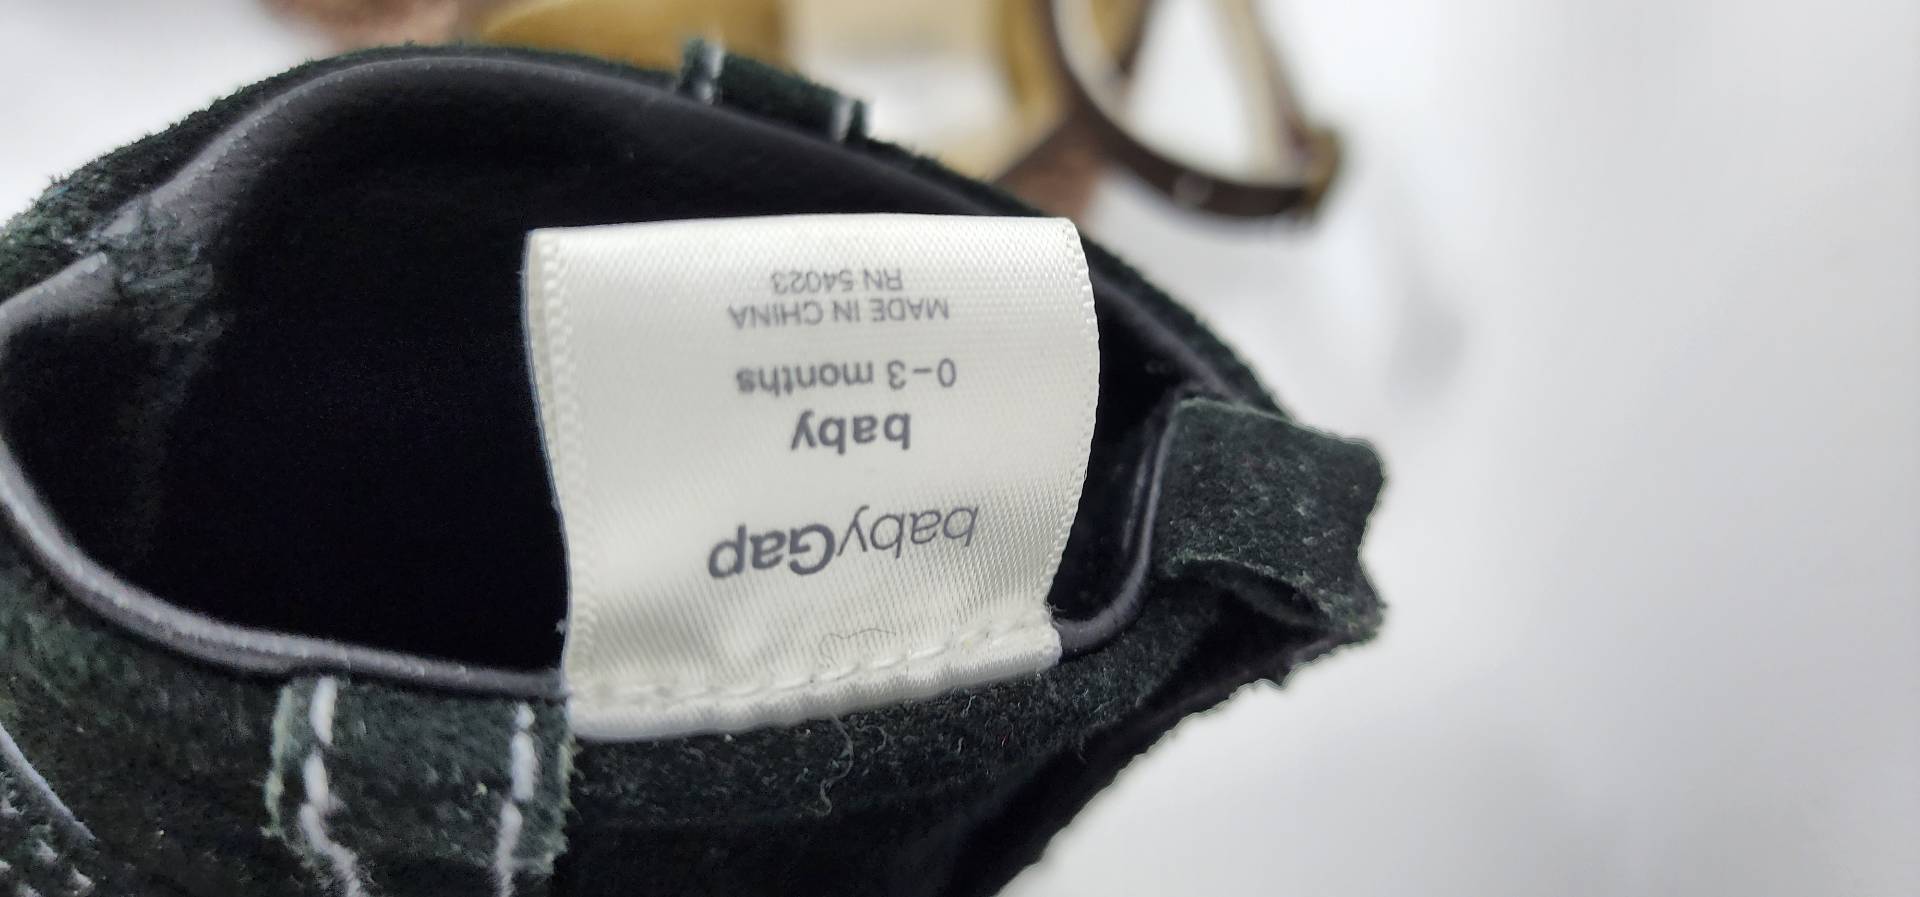 babyGap
baby
0–3 months
MADE IN CHINA
RN 54023